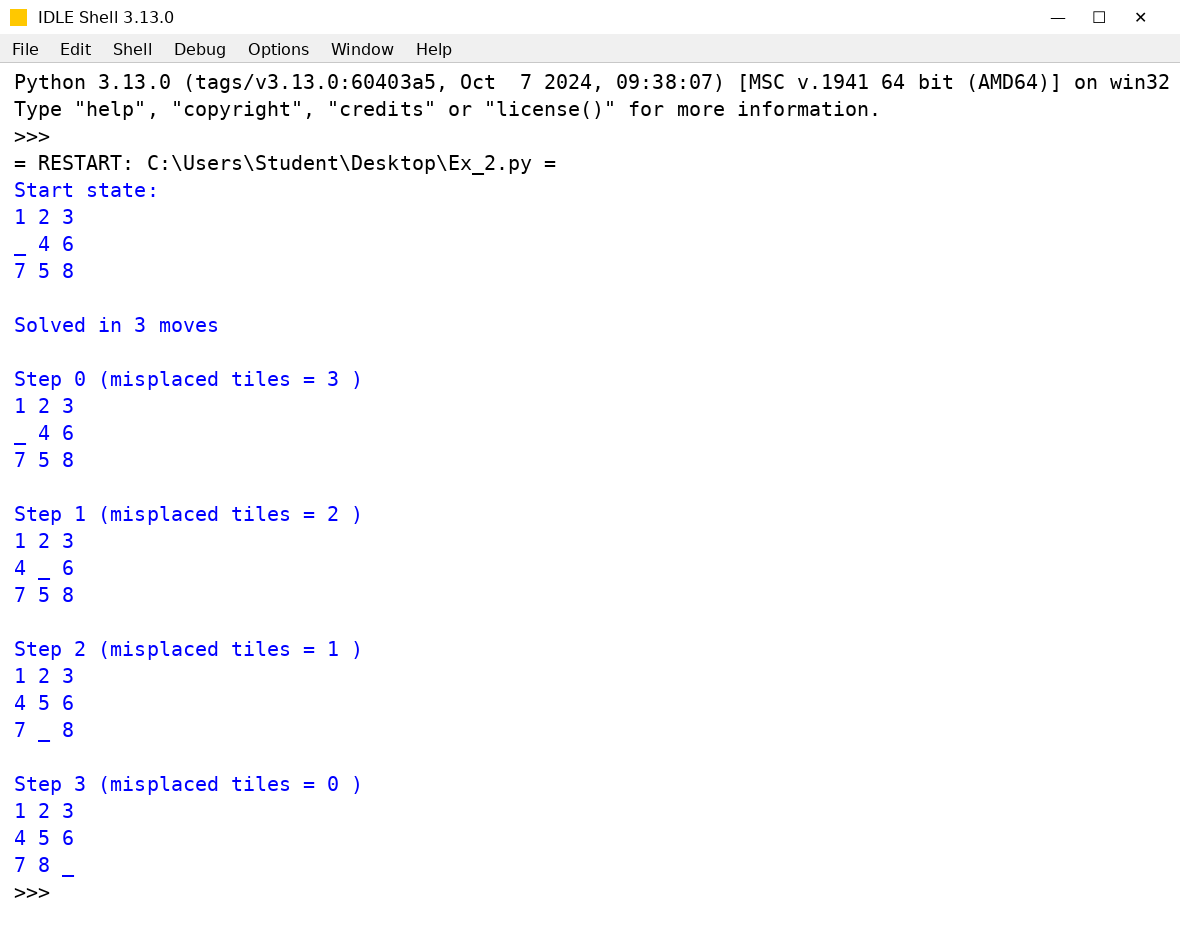 IDLE Shell 3.13.0
File Edit Shell Debug Options Window Help
Python 3.13.0 (tags/v3.13.0:60403a5, Oct  7 2024, 09:38:07) [MSC v.1941 64 bit (AMD64)] on win32
Type "help", "copyright", "credits" or "license()" for more information.
>>>
= RESTART: C:\Users\Student\Desktop\Ex_2.py =
Start state:
1 2 3
_ 4 6
7 5 8

Solved in 3 moves

Step 0 (misplaced tiles = 3 )
1 2 3
_ 4 6
7 5 8

Step 1 (misplaced tiles = 2 )
1 2 3
4 _ 6
7 5 8

Step 2 (misplaced tiles = 1 )
1 2 3
4 5 6
7 _ 8

Step 3 (misplaced tiles = 0 )
1 2 3
4 5 6
7 8 _
>>>